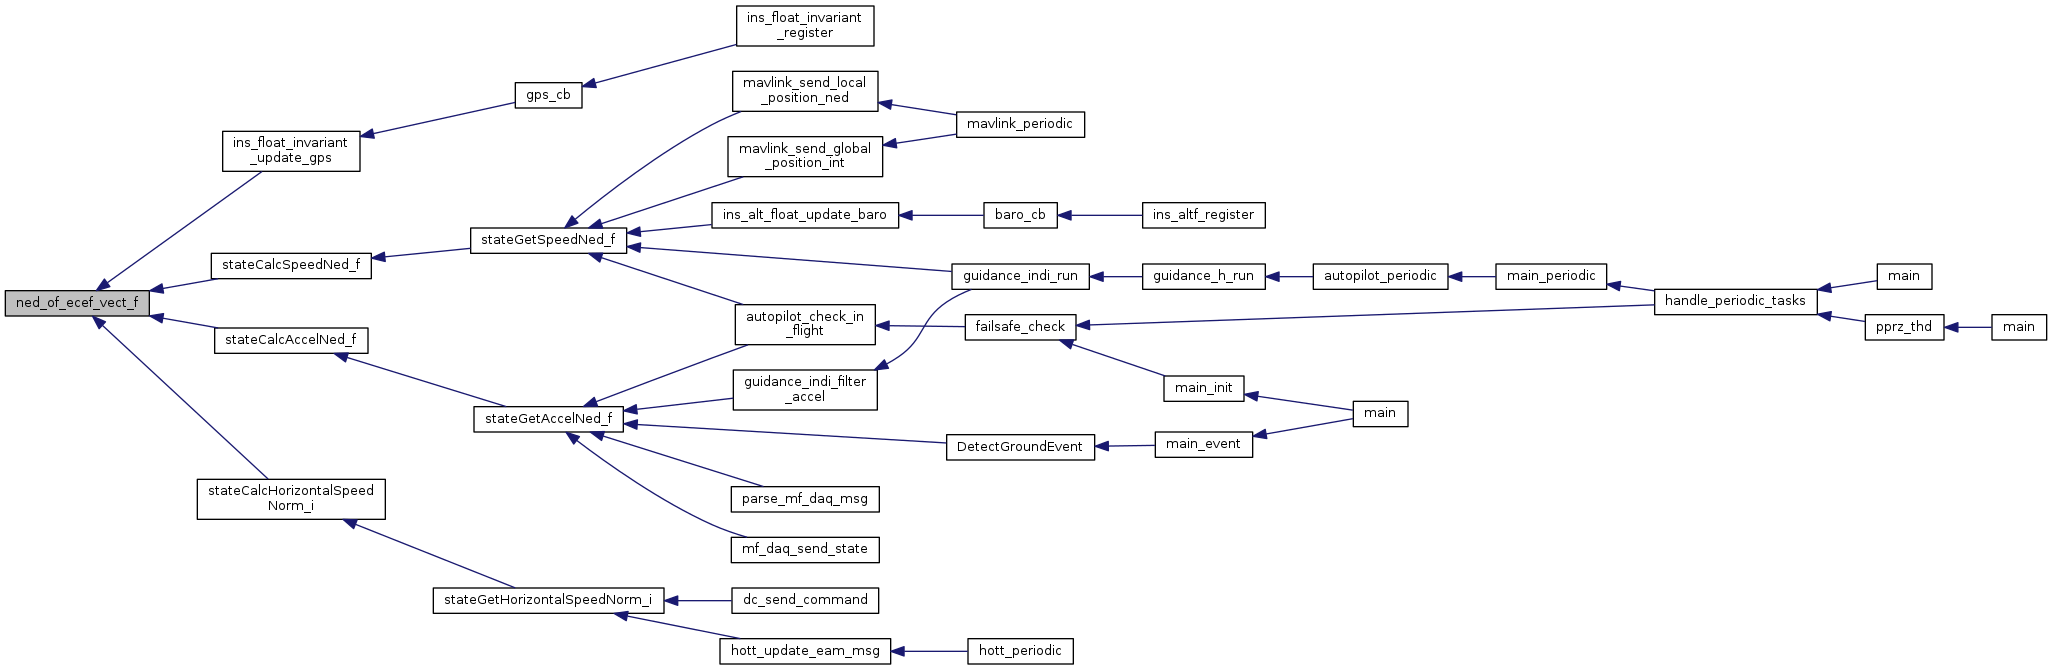 ins_float_invariant
_register
mavlink_send_local
_position_ned
gps_cb
mavlink_periodic
ins_float_invariant
_update_gps
mavlink_send_global
_position_int
ins_alt_float_update_baro
baro_cb
ins_altf_register
stateGetSpeedNed_f
stateCalcSpeedNed_f
guidance_indi_run
guidance_h_run
autopilot_periodic
main_periodic
main
ned_of_ecef_vect_f
handle_periodic_tasks
autopilot_check_in
_flight
failsafe_check
pprz_thd
main
stateCalcAccelNed_f
guidance_indi_filter
_accel
main_init
main
stateGetAccelNed_f
DetectGroundEvent
main_event
stateCalcHorizontalSpeed
Norm_i
parse_mf_daq_msg
mf_daq_send_state
stateGetHorizontalSpeedNorm_i
dc_send_command
hott_update_eam_msg
hott_periodic